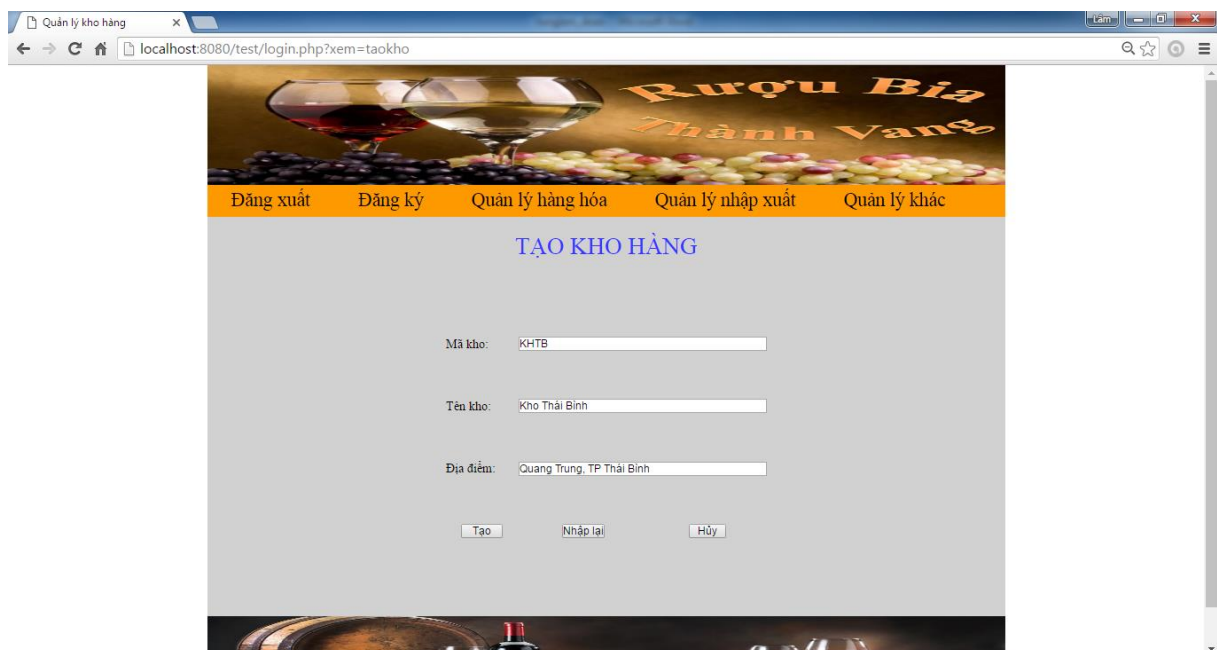 Quản lý kho hàng
Lâm
localhost:8080/test/login.php?xem=taokho
Rượu Bia
Thành Vang
Đăng xuất Đăng ký Quản lý hàng hóa Quản lý nhập xuất Quản lý khác
TẠO KHO HÀNG
Mã kho: KHTB
Tên kho: Kho Thái Bình
Địa điểm: Quang Trung, TP Thái Bình
Tạo Nhập lại Hủy